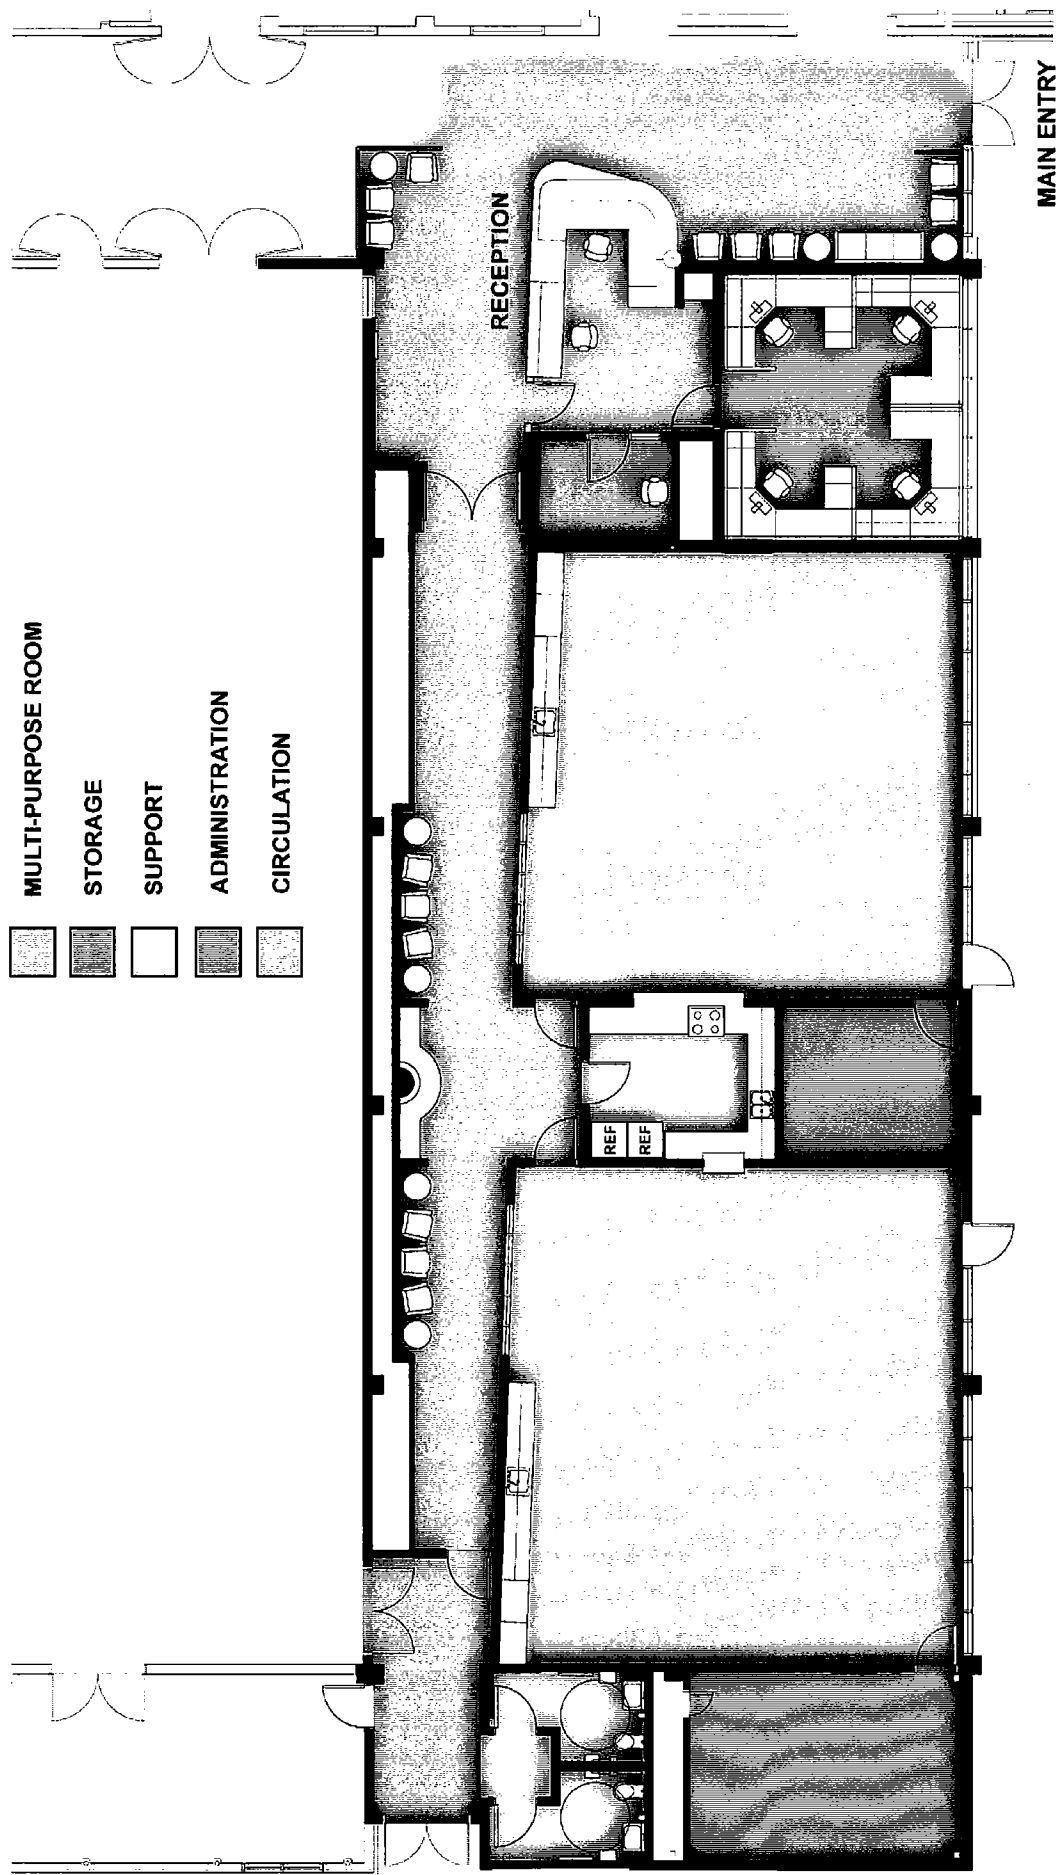 MULTI-PURPOSE ROOM
STORAGE
SUPPORT
ADMINISTRATION
CIRCULATION
RECEPTION
REF
REF
MAIN ENTRY